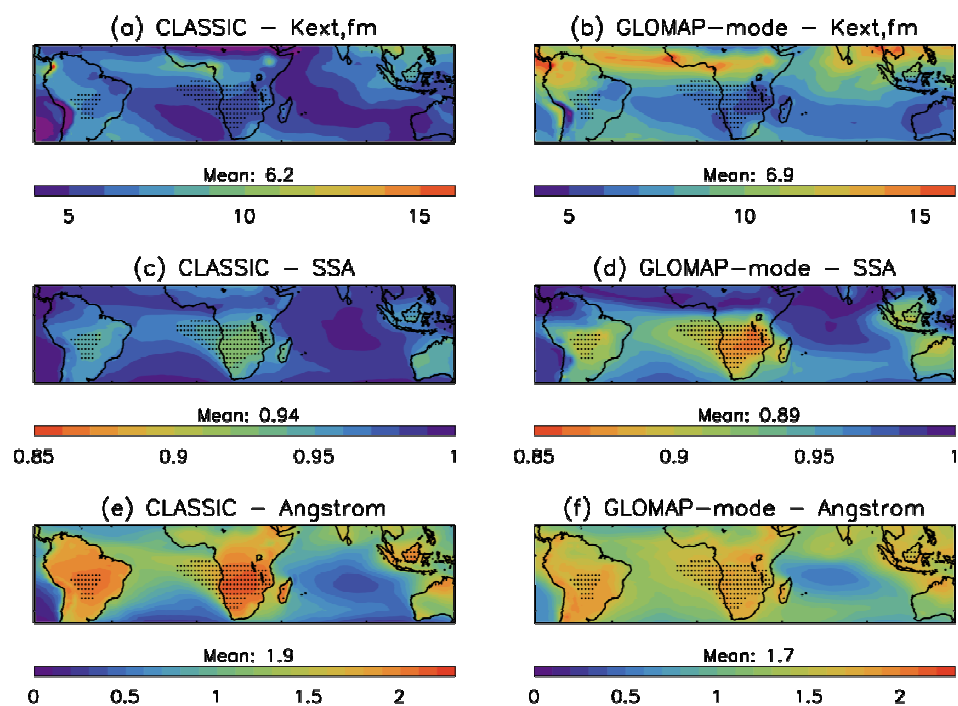 (a) CLASSIC - Kext,fm
(b) GLOMAP-mode - Kext,fm
Mean: 6.2
Mean: 6.9
5 10 15
5 10 15
(c) CLASSIC - SSA
(d) GLOMAP-mode - SSA
Mean: 0.94
Mean: 0.89
0.85 0.9 0.95 1
0.85 0.9 0.95 1
(e) CLASSIC - Angstrom
(f) GLOMAP-mode - Angstrom
Mean: 1.9
Mean: 1.7
0 0.5 1 1.5 2
0 0.5 1 1.5 2